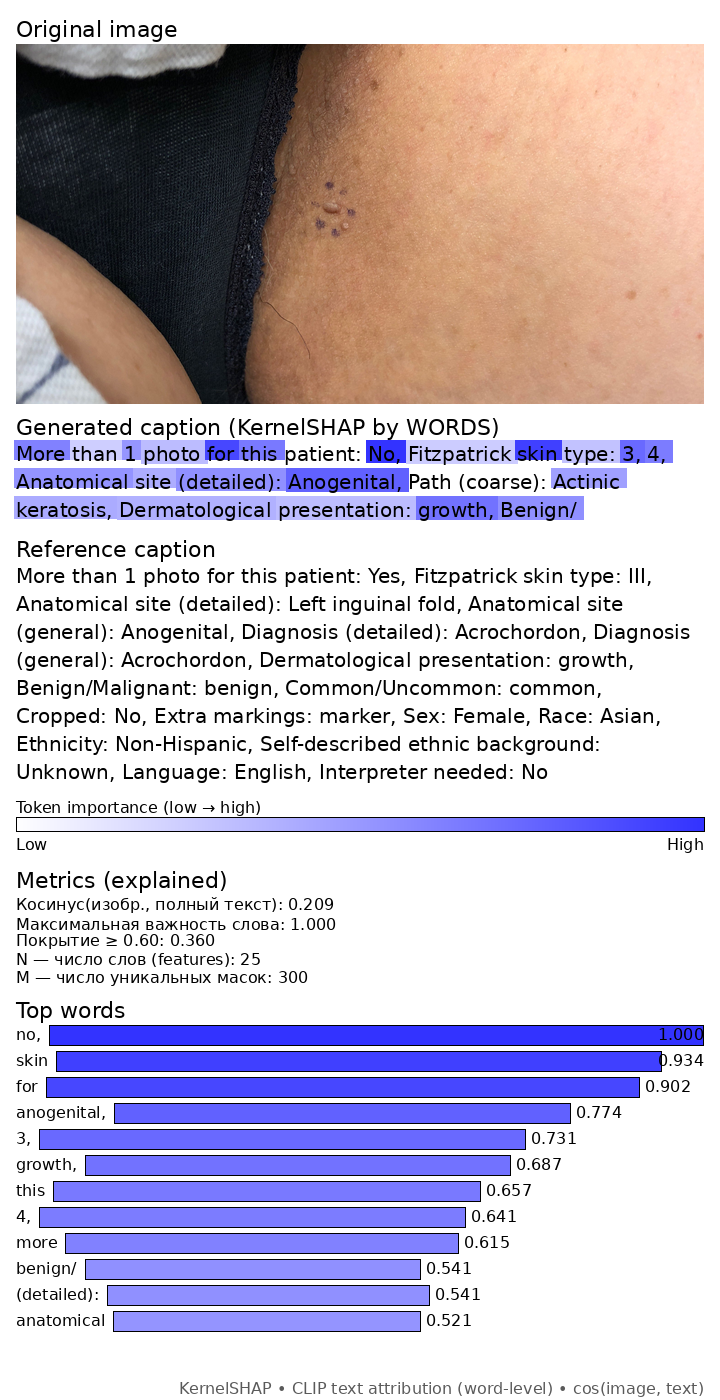 Original image
Generated caption (KernelSHAP by WORDS)
More than 1 photo for this patient: No, Fitzpatrick skin type: 3, 4,
Anatomical site (detailed): Anogenital, Path (coarse): Actinic
keratosis, Dermatological presentation: growth, Benign/
Reference caption
More than 1 photo for this patient: Yes, Fitzpatrick skin type: III,
Anatomical site (detailed): Left inguinal fold, Anatomical site
(general): Anogenital, Diagnosis (detailed): Acrochordon, Diagnosis
(general): Acrochordon, Dermatological presentation: growth,
Benign/Malignant: benign, Common/Uncommon: common,
Cropped: No, Extra markings: marker, Sex: Female, Race: Asian,
Ethnicity: Non-Hispanic, Self-described ethnic background:
Unknown, Language: English, Interpreter needed: No
Token importance (low → high)
Low High
Metrics (explained)
Косинус(изобр., полный текст): 0.209
Максимальная важность слова: 1.000
Покрытие ≥ 0.60: 0.360
N — число слов (features): 25
M — число уникальных масок: 300
Top words
no, 1.000
skin 0.934
for 0.902
anogenital, 0.774
3, 0.731
growth, 0.687
this 0.657
4, 0.641
more 0.615
benign/ 0.541
(detailed): 0.541
anatomical 0.521
KernelSHAP • CLIP text attribution (word-level) • cos(image, text)